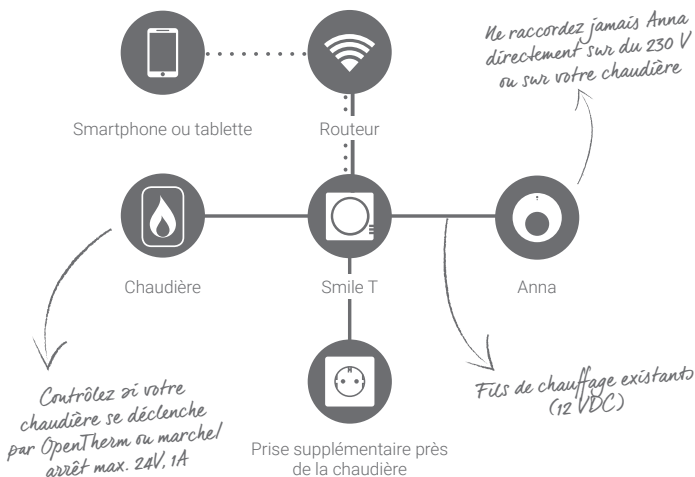 Ne raccordez jamais Anna
directement sur du 230 V
ou sur votre chaudière
Smartphone ou tablette
Routeur
Chaudière
Smile T
Anna
Contrôlez si votre
chaudière se déclenche
par OpenTherm ou marche/
arrêt max. 24V, 1A
Fils de chauffage existants
(12 VDC)
Prise supplémentaire près
de la chaudière